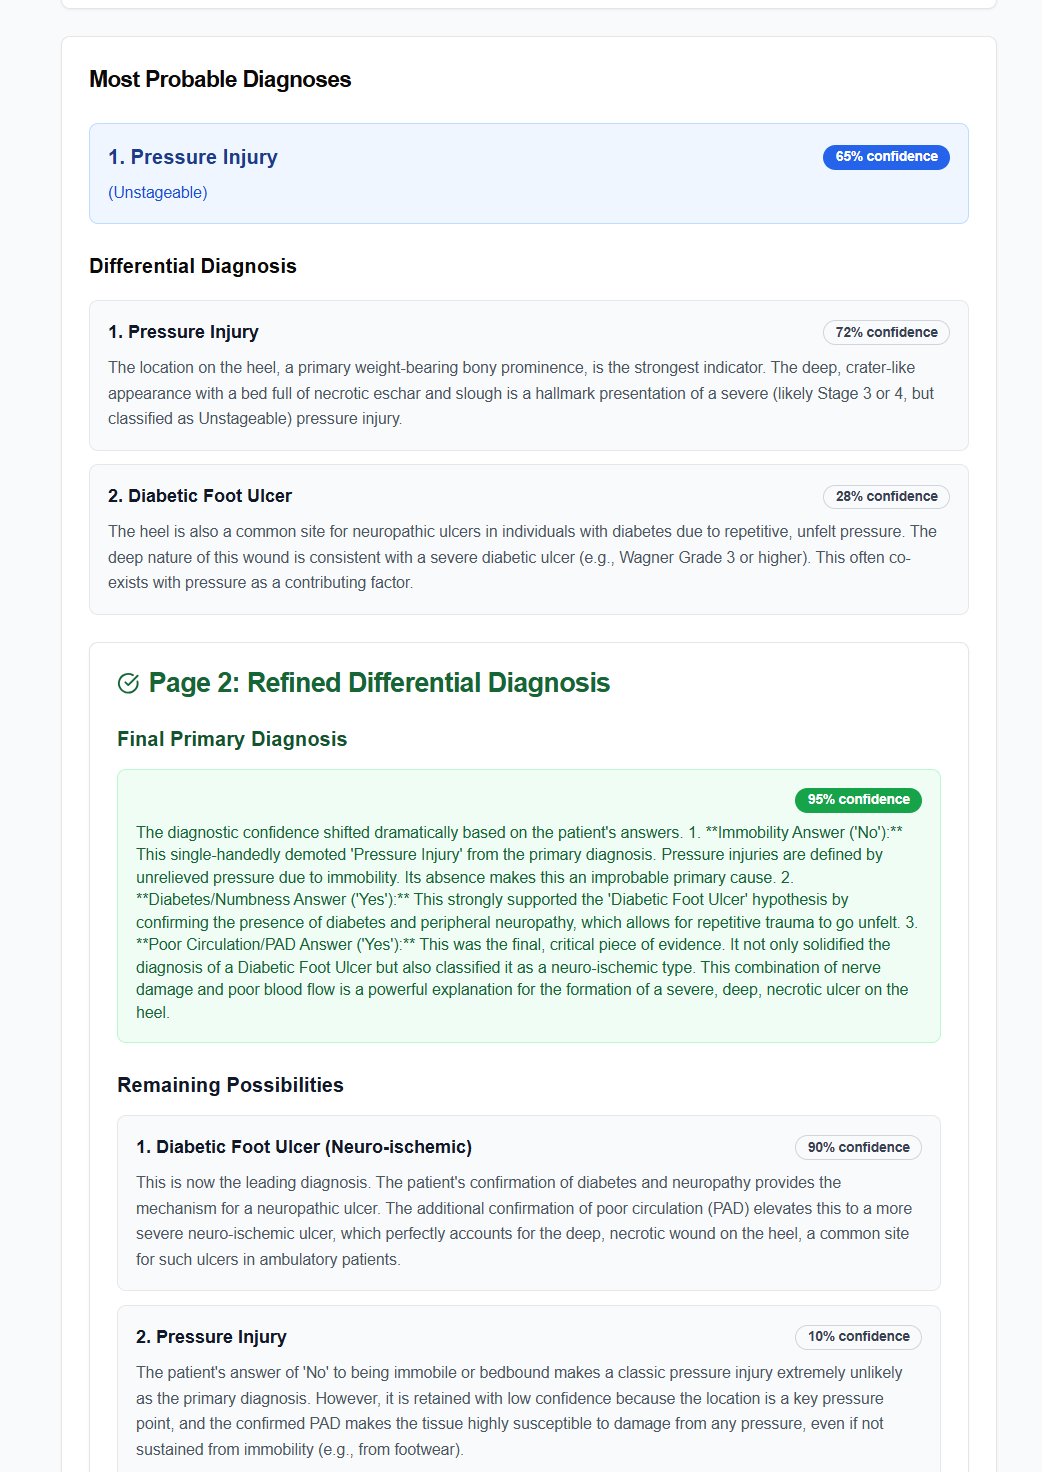 Most Probable Diagnoses
1. Pressure Injury
65% confidence
(Unstageable)
Differential Diagnosis
1. Pressure Injury
72% confidence
The location on the heel, a primary weight-bearing bony prominence, is the strongest indicator. The deep, crater-like
appearance with a bed full of necrotic eschar and slough is a hallmark presentation of a severe (likely Stage 3 or 4, but
classified as Unstageable) pressure injury.
2. Diabetic Foot Ulcer
28% confidence
The heel is also a common site for neuropathic ulcers in individuals with diabetes due to repetitive, unfelt pressure. The
deep nature of this wound is consistent with a severe diabetic ulcer (e.g., Wagner Grade 3 or higher). This often co-
exists with pressure as a contributing factor.
Page 2: Refined Differential Diagnosis
Final Primary Diagnosis
95% confidence
The diagnostic confidence shifted dramatically based on the patient's answers. 1. **Immobility Answer ('No'):**
This single-handedly demoted 'Pressure Injury' from the primary diagnosis. Pressure injuries are defined by
unrelieved pressure due to immobility. Its absence makes this an improbable primary cause. 2.
**Diabetes/Numbness Answer ('Yes'):** This strongly supported the 'Diabetic Foot Ulcer' hypothesis by
confirming the presence of diabetes and peripheral neuropathy, which allows for repetitive trauma to go unfelt. 3.
**Poor Circulation/PAD Answer ('Yes'):** This was the final, critical piece of evidence. It not only solidified the
diagnosis of a Diabetic Foot Ulcer but also classified it as a neuro-ischemic type. This combination of nerve
damage and poor blood flow is a powerful explanation for the formation of a severe, deep, necrotic ulcer on the
heel.
Remaining Possibilities
1. Diabetic Foot Ulcer (Neuro-ischemic)
90% confidence
This is now the leading diagnosis. The patient's confirmation of diabetes and neuropathy provides the
mechanism for a neuropathic ulcer. The additional confirmation of poor circulation (PAD) elevates this to a more
severe neuro-ischemic ulcer, which perfectly accounts for the deep, necrotic wound on the heel, a common site
for such ulcers in ambulatory patients.
2. Pressure Injury
10% confidence
The patient's answer of 'No' to being immobile or bedbound makes a classic pressure injury extremely unlikely
as the primary diagnosis. However, it is retained with low confidence because the location is a key pressure
point, and the confirmed PAD makes the tissue highly susceptible to damage from any pressure, even if not
sustained from immobility (e.g., from footwear).